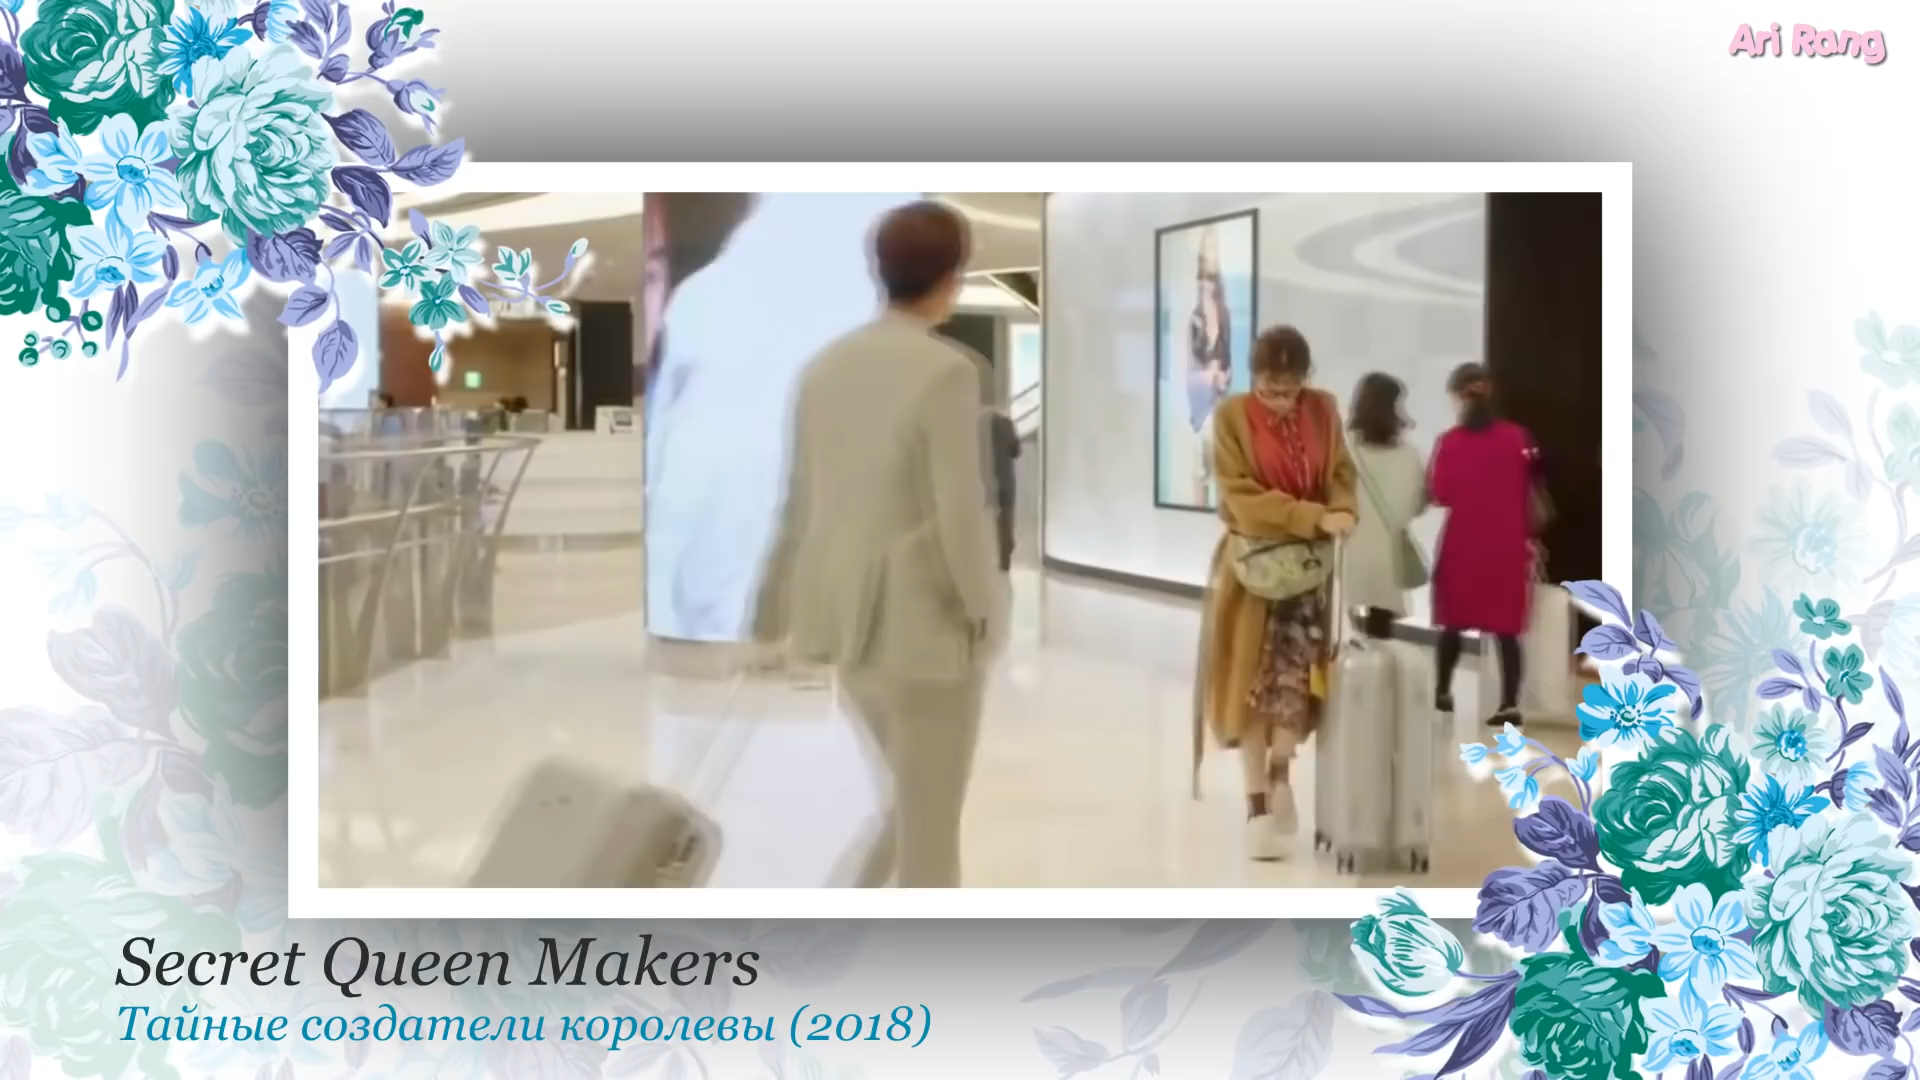 Ari Rang
Secret Queen Makers
Тайные создатели королевы (2018)